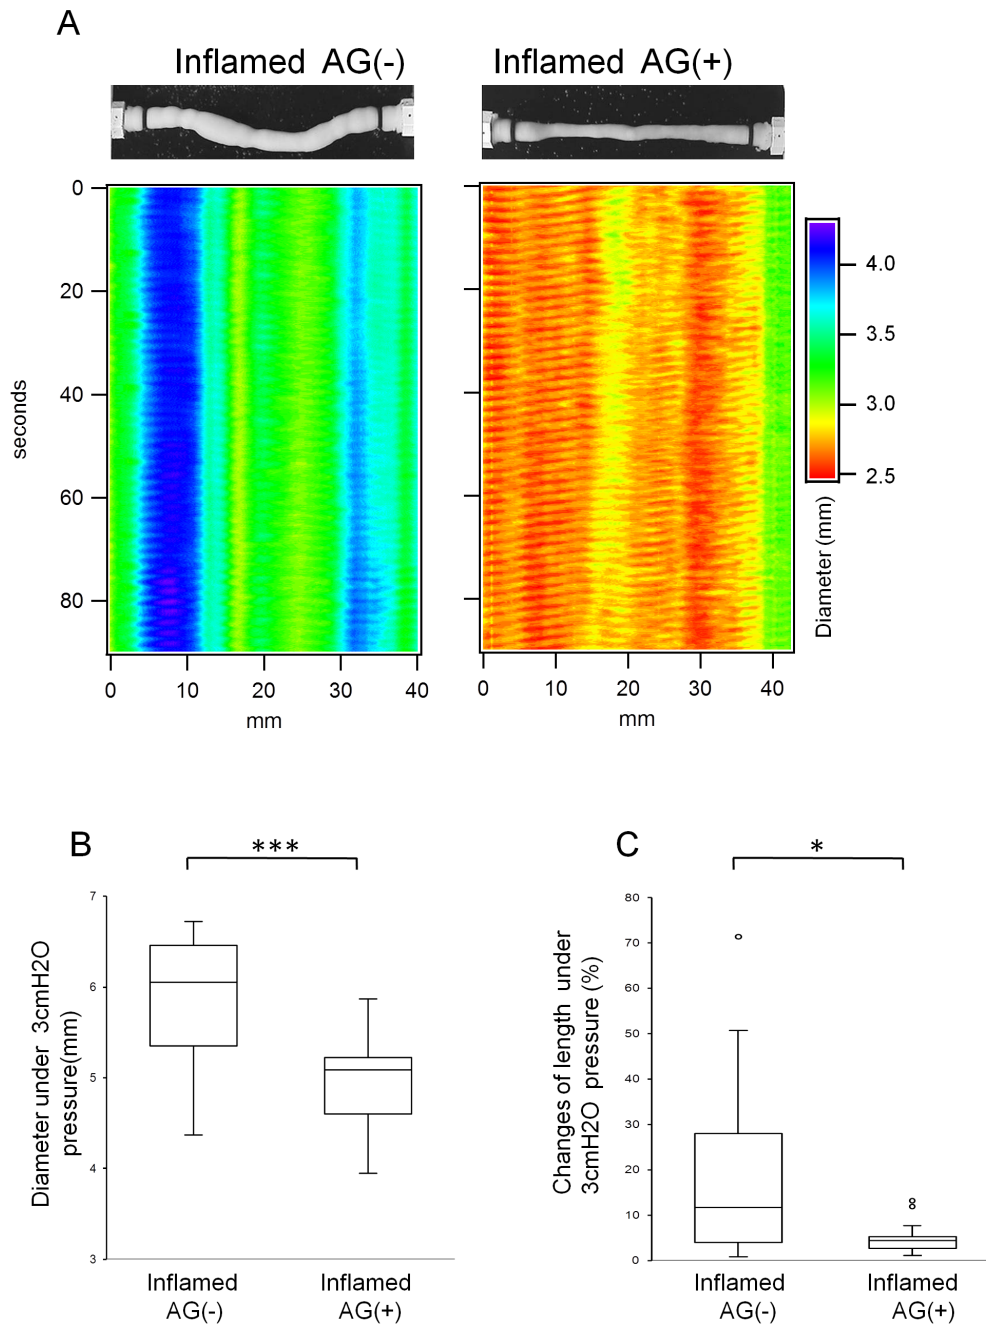 A
Inflamed AG(-)
Inflamed AG(+)
0
20
40
60
80
seconds
0 10 20 30 40
mm
0 10 20 30 40
mm
4.0
3.5
3.0
2.5
Diameter (mm)
B
***
7
6
5
4
3
Diameter under 3cmH2O
pressure(mm)
Inflamed
AG(-)
Inflamed
AG(+)
C
*
80
70
60
50
40
30
20
10
0
Changes of length under
3cmH2O pressure (%)
Inflamed
AG(-)
Inflamed
AG(+)